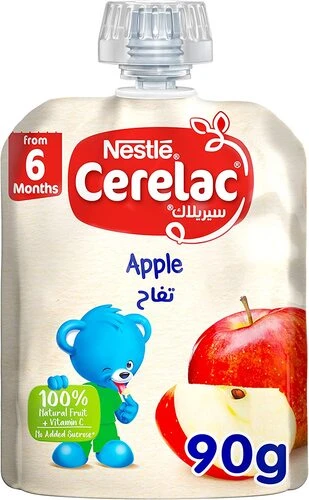 from
6
Months
Nestlé®
Cerelac®
سيريلاك®
Apple
تفاح
100%
Natural Fruit
+ Vitamin C
No Added Sucrose*
90g